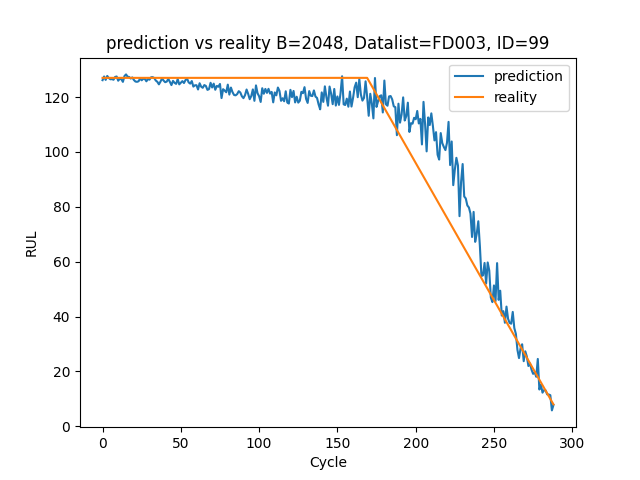 prediction vs reality B=2048, Datalist=FD003, ID=99
prediction
reality
RUL
120
100
80
60
40
20
0
0 50 100 150 200 250 300
Cycle